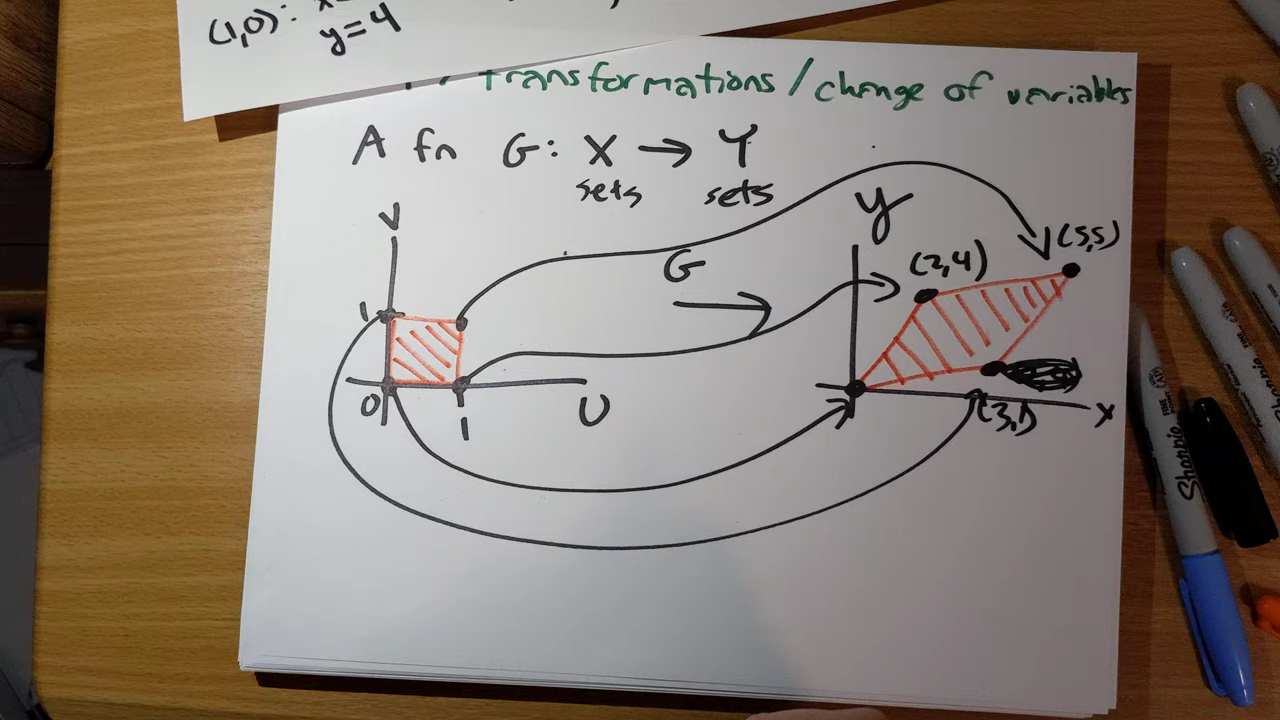 (1,0):
y=4
transformations / change of variables
A fn G: X → Y
sets sets
V
y
G
(2,4)
(5,5)
1
0
1
U
(3,1)
x
Sharpie
FINE